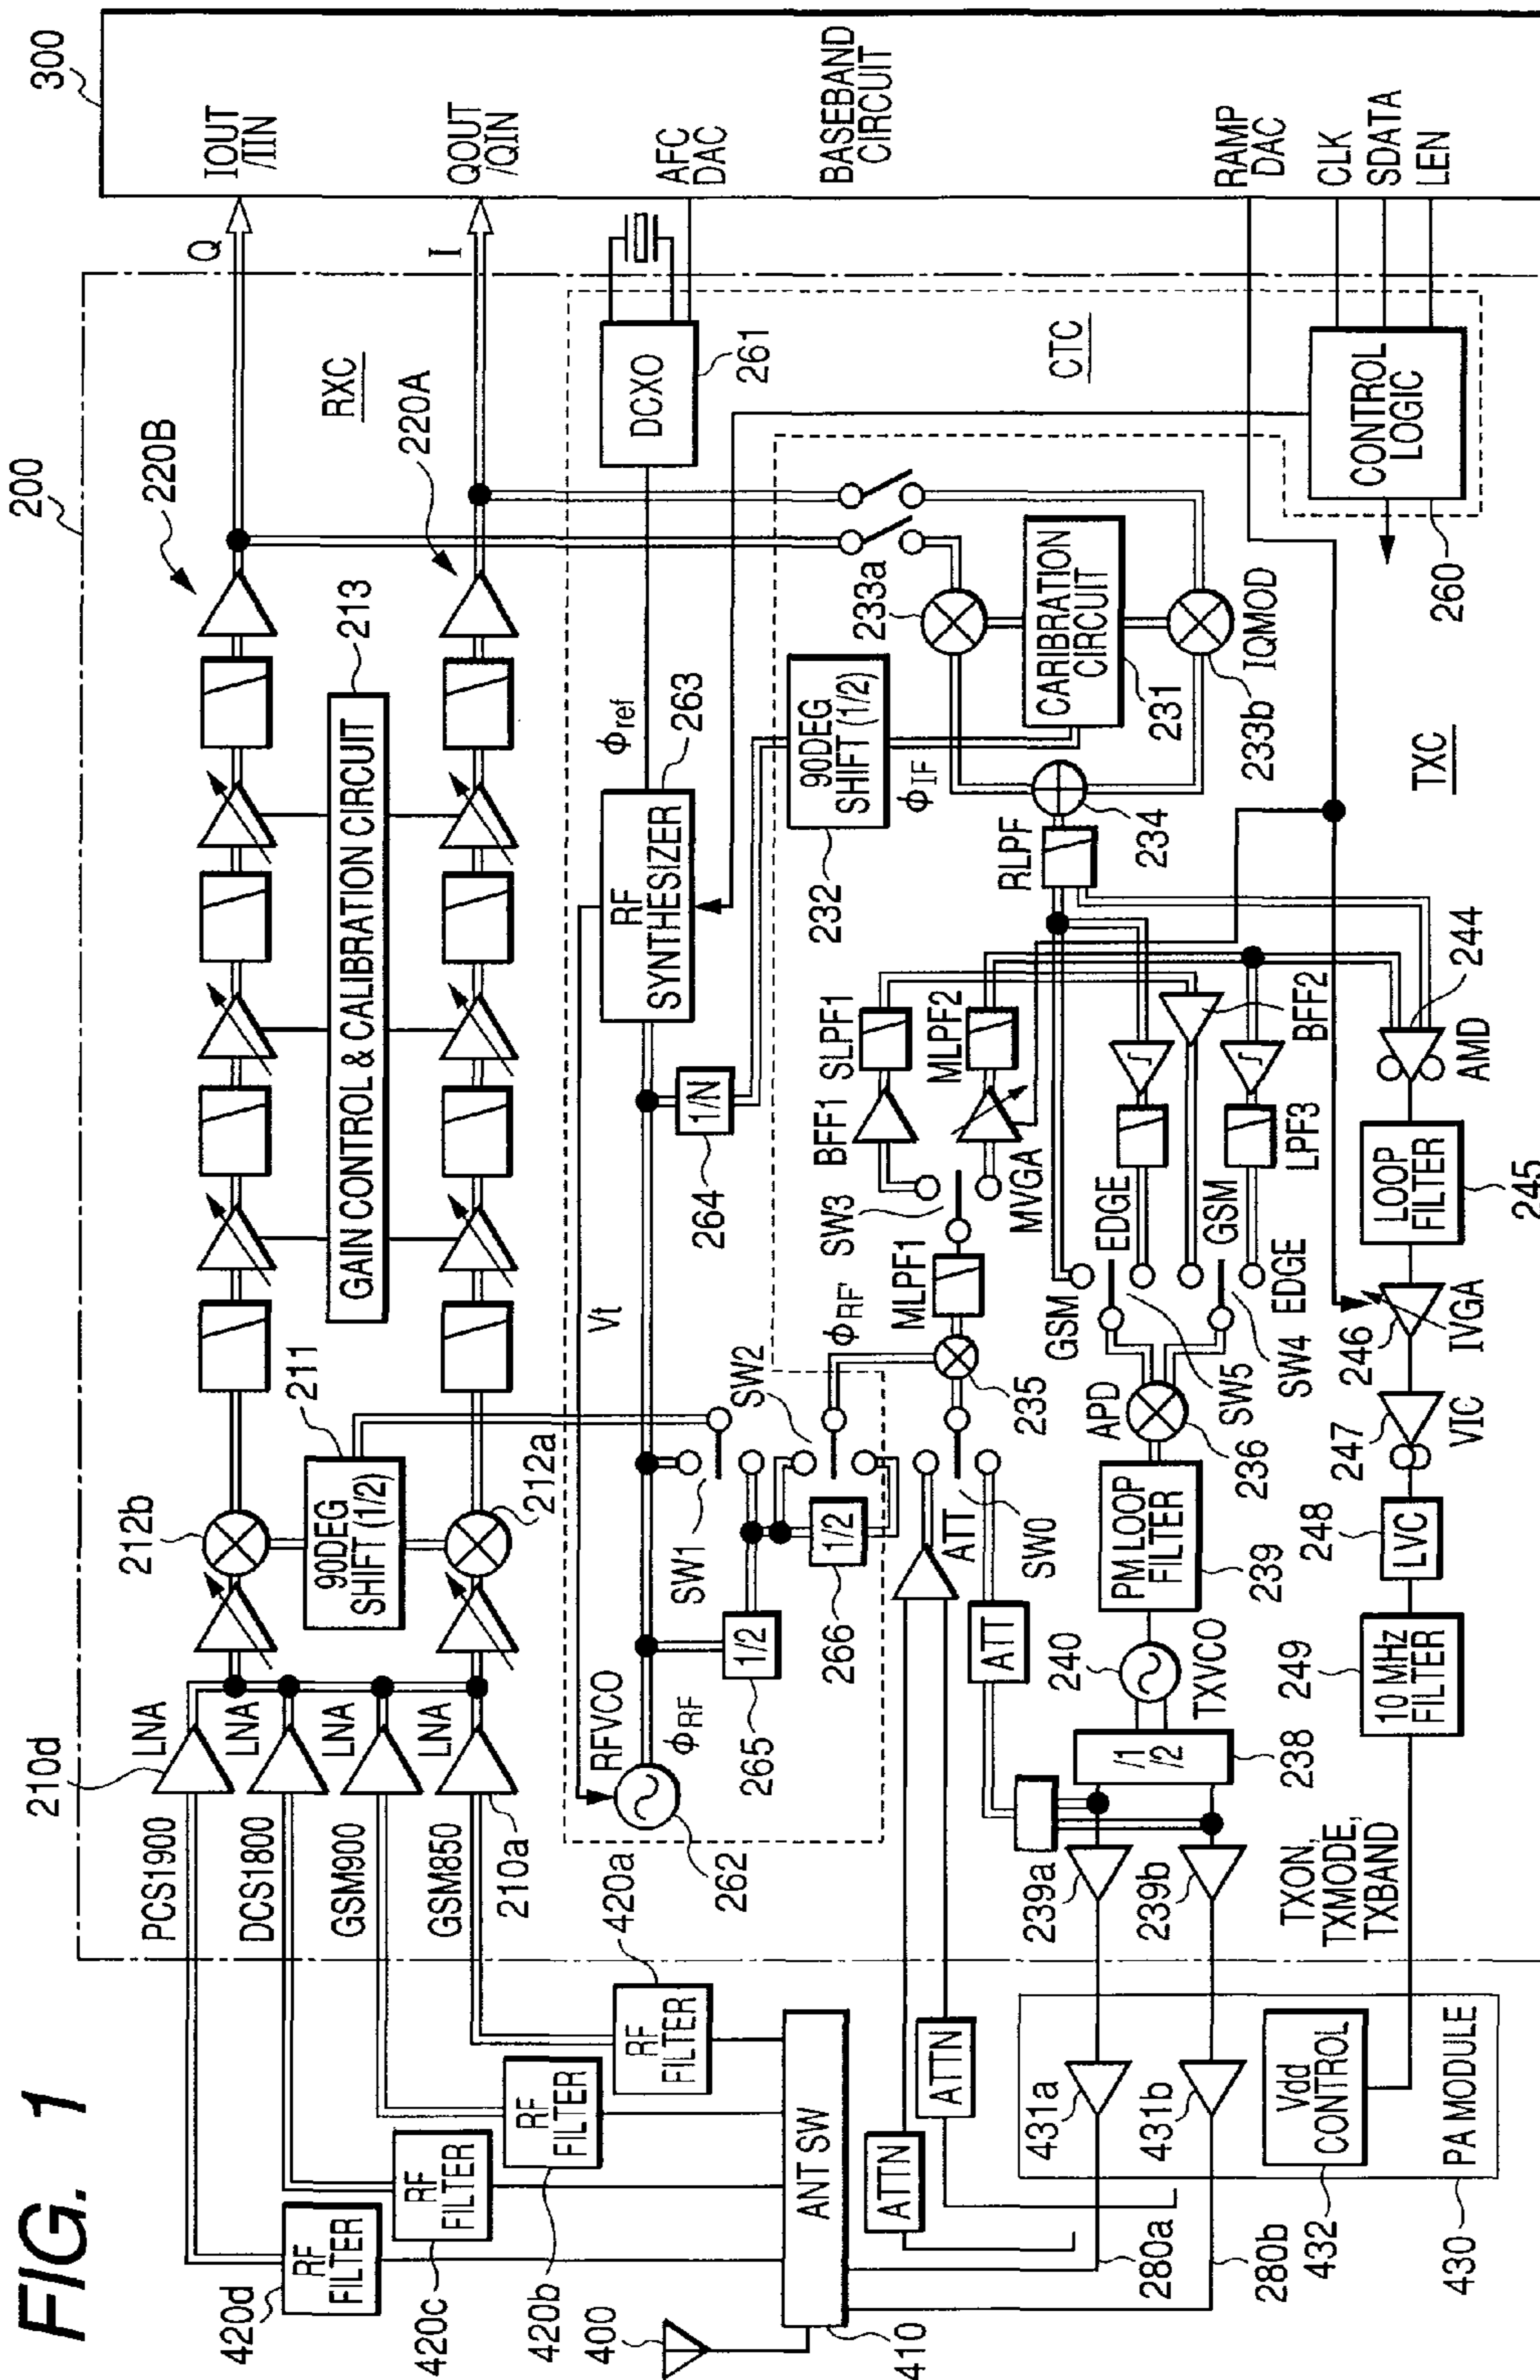 FIG. 1
200
300
210d
PCS1900
LNA
DCS1800
LNA
GSM900
LNA
GSM850
LNA
210a
212b
90DEG
SHIFT (1/2)
211
212a
GAIN CONTROL & CALIBRATION CIRCUIT
213
220B
220A
RXC
Q
I
IOUT
/IIN
QOUT
/QIN
AFC
DAC
BASEBAND
CIRCUIT
RAMP
DAC
CLK
SDATA
LEN
420d
RF
FILTER
420c
RF
FILTER
420b
RF
FILTER
420a
RF
FILTER
400
ANT SW
410
RFVCO
ΦRF
262
Vt
RF
SYNTHESIZER
263
Φref
DCXO
261
CTC
1/2
265
1/2
266
SW1
SW2
1/N
264
90DEG
SHIFT (1/2)
232
ΦIF
233a
CARIBRATION
CIRCUIT
231
233b
IQMOD
234
RLPF
CONTROL
LOGIC
260
TXC
ΦRF'
MLPF1
235
SW3
BFF1
SLPF1
MVGA
MLPF2
ATT
SW0
ATT
ATTN
ATTN
GSM
EDGE
GSM
EDGE
SW5
SW4
APD
236
BFF2
LPF3
PM LOOP
FILTER
239
240
TXVCO
/1
/2
238
239a
239b
244
AMD
LOOP
FILTER
245
246
IVGA
247
VIC
248
LVC
249
10 MHz
FILTER
TXON,
TXMODE,
TXBAND
431a
431b
Vdd
CONTROL
PA MODULE
280a
280b
432
430